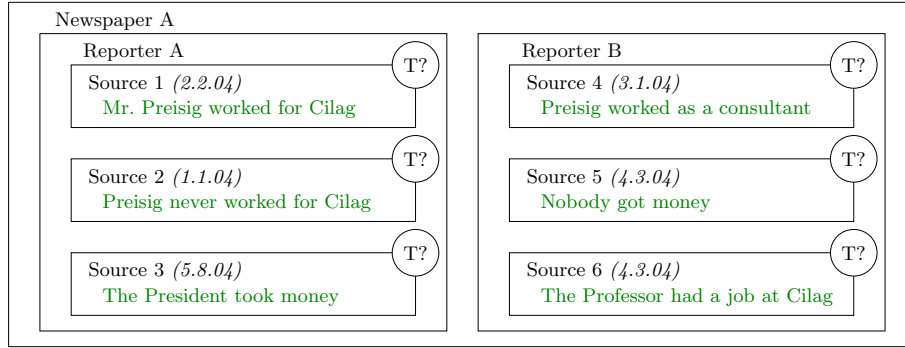 Newspaper A
Reporter A
T?
Source 1 (2.2.04)
Mr. Preisig worked for Cilag
T?
Source 2 (1.1.04)
Preisig never worked for Cilag
T?
Source 3 (5.8.04)
The President took money
Reporter B
T?
Source 4 (3.1.04)
Preisig worked as a consultant
T?
Source 5 (4.3.04)
Nobody got money
T?
Source 6 (4.3.04)
The Professor had a job at Cilag